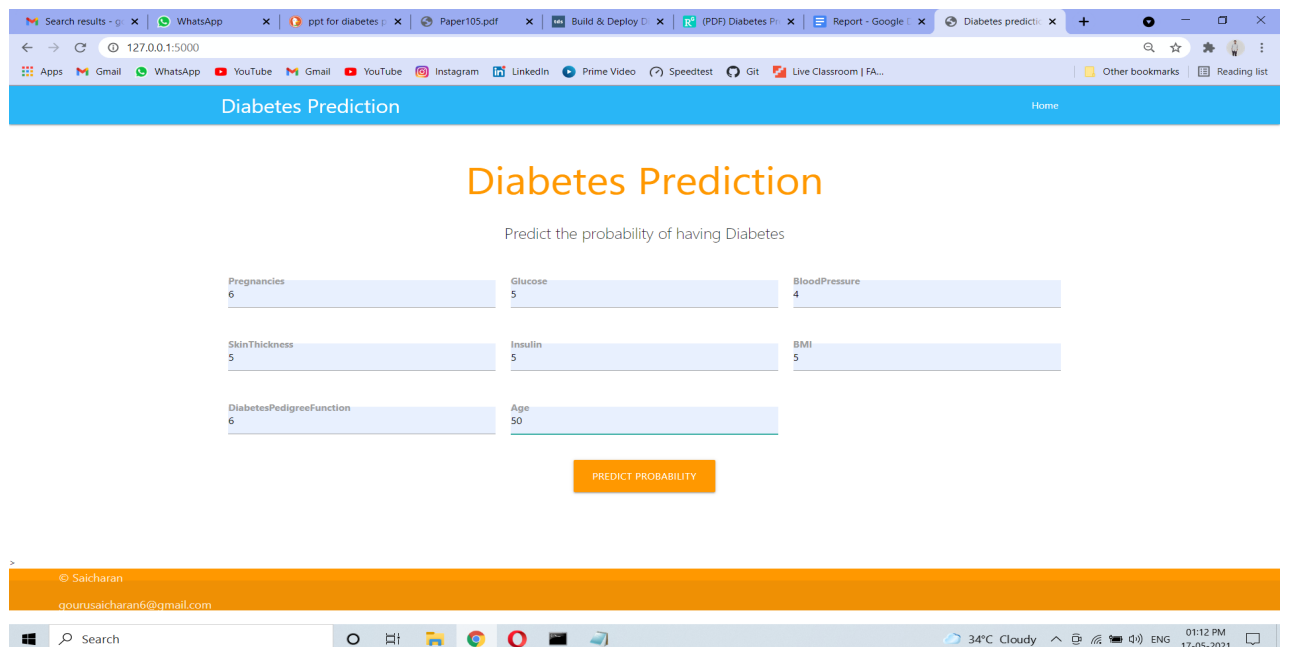 Search results - g
WhatsApp
ppt for diabetes p
Paper105.pdf
Build & Deploy D
(PDF) Diabetes Pr
Report - Google D
Diabetes predictio
127.0.0.1:5000
Apps Gmail WhatsApp YouTube Gmail YouTube Instagram LinkedIn Prime Video Speedtest Git Live Classroom | FA... Other bookmarks Reading list
Diabetes Prediction Home
Diabetes Prediction
Predict the probability of having Diabetes
Pregnancies Glucose BloodPressure
6 5 4
SkinThickness Insulin BMI
5 5 5
DiabetesPedigreeFunction Age
6 50
PREDICT PROBABILITY
>
© Saicharan
gourusaicharan6@gmail.com
Search 34°C Cloudy ENG 01:12 PM
17-05-2021